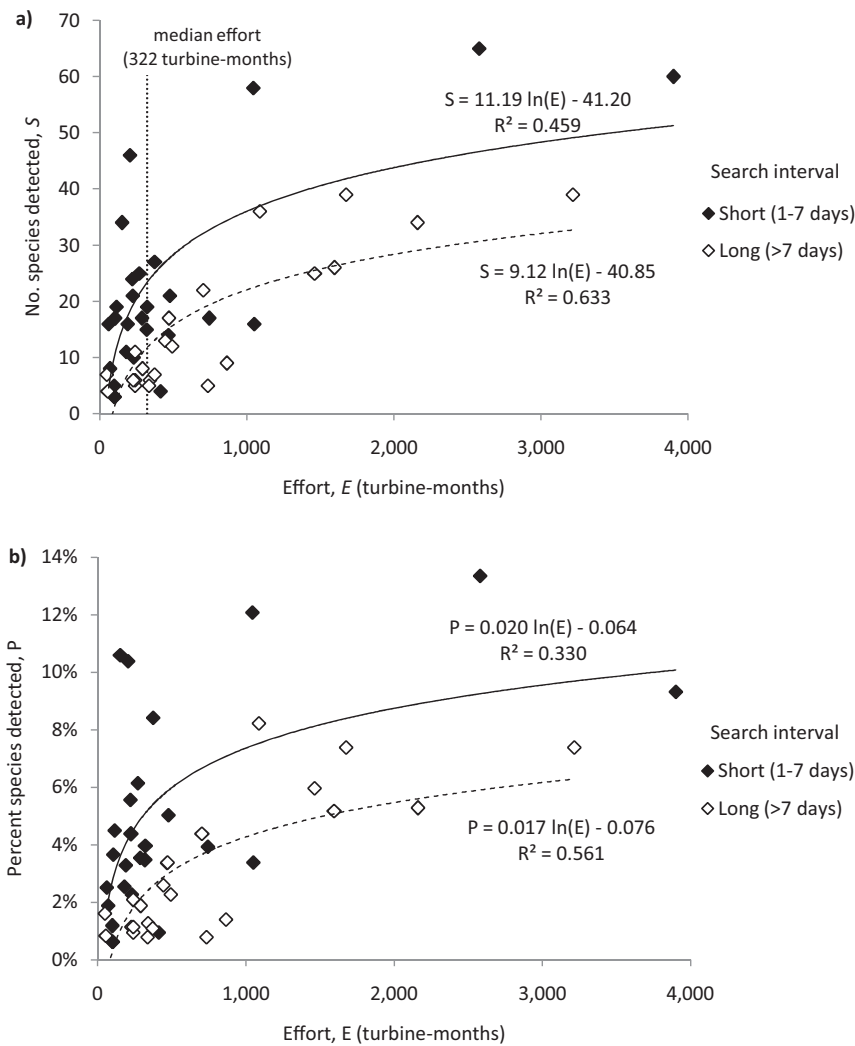 a)
70
60
50
40
30
20
10
0
No. species detected, S
median effort
(322 turbine-months)
S = 11.19 ln(E) - 41.20
R² = 0.459
S = 9.12 ln(E) - 40.85
R² = 0.633
Search interval
Short (1-7 days)
Long (>7 days)
0 1,000 2,000 3,000 4,000
Effort, E (turbine-months)
b)
14%
12%
10%
8%
6%
4%
2%
0%
Percent species detected, P
P = 0.020 ln(E) - 0.064
R² = 0.330
P = 0.017 ln(E) - 0.076
R² = 0.561
Search interval
Short (1-7 days)
Long (>7 days)
0 1,000 2,000 3,000 4,000
Effort, E (turbine-months)